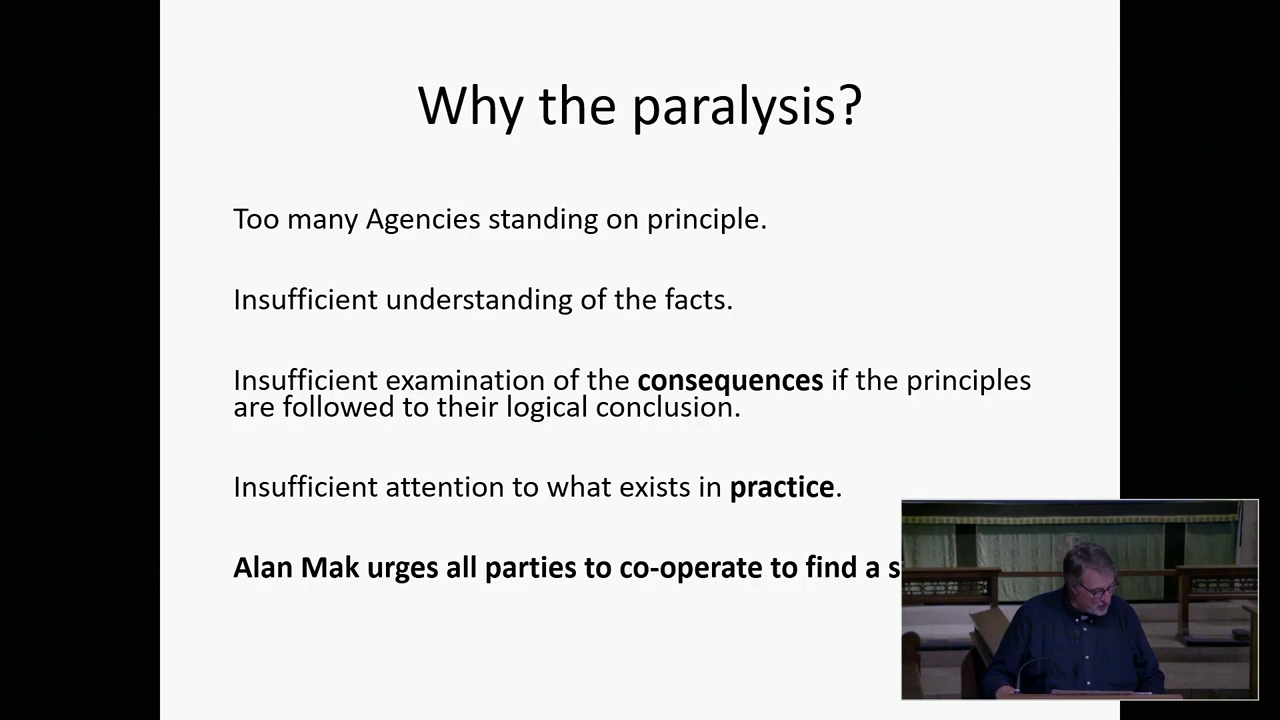 Why the paralysis?
Too many Agencies standing on principle.
Insufficient understanding of the facts.
Insufficient examination of the consequences if the principles
are followed to their logical conclusion.
Insufficient attention to what exists in practice.
Alan Mak urges all parties to co-operate to find a